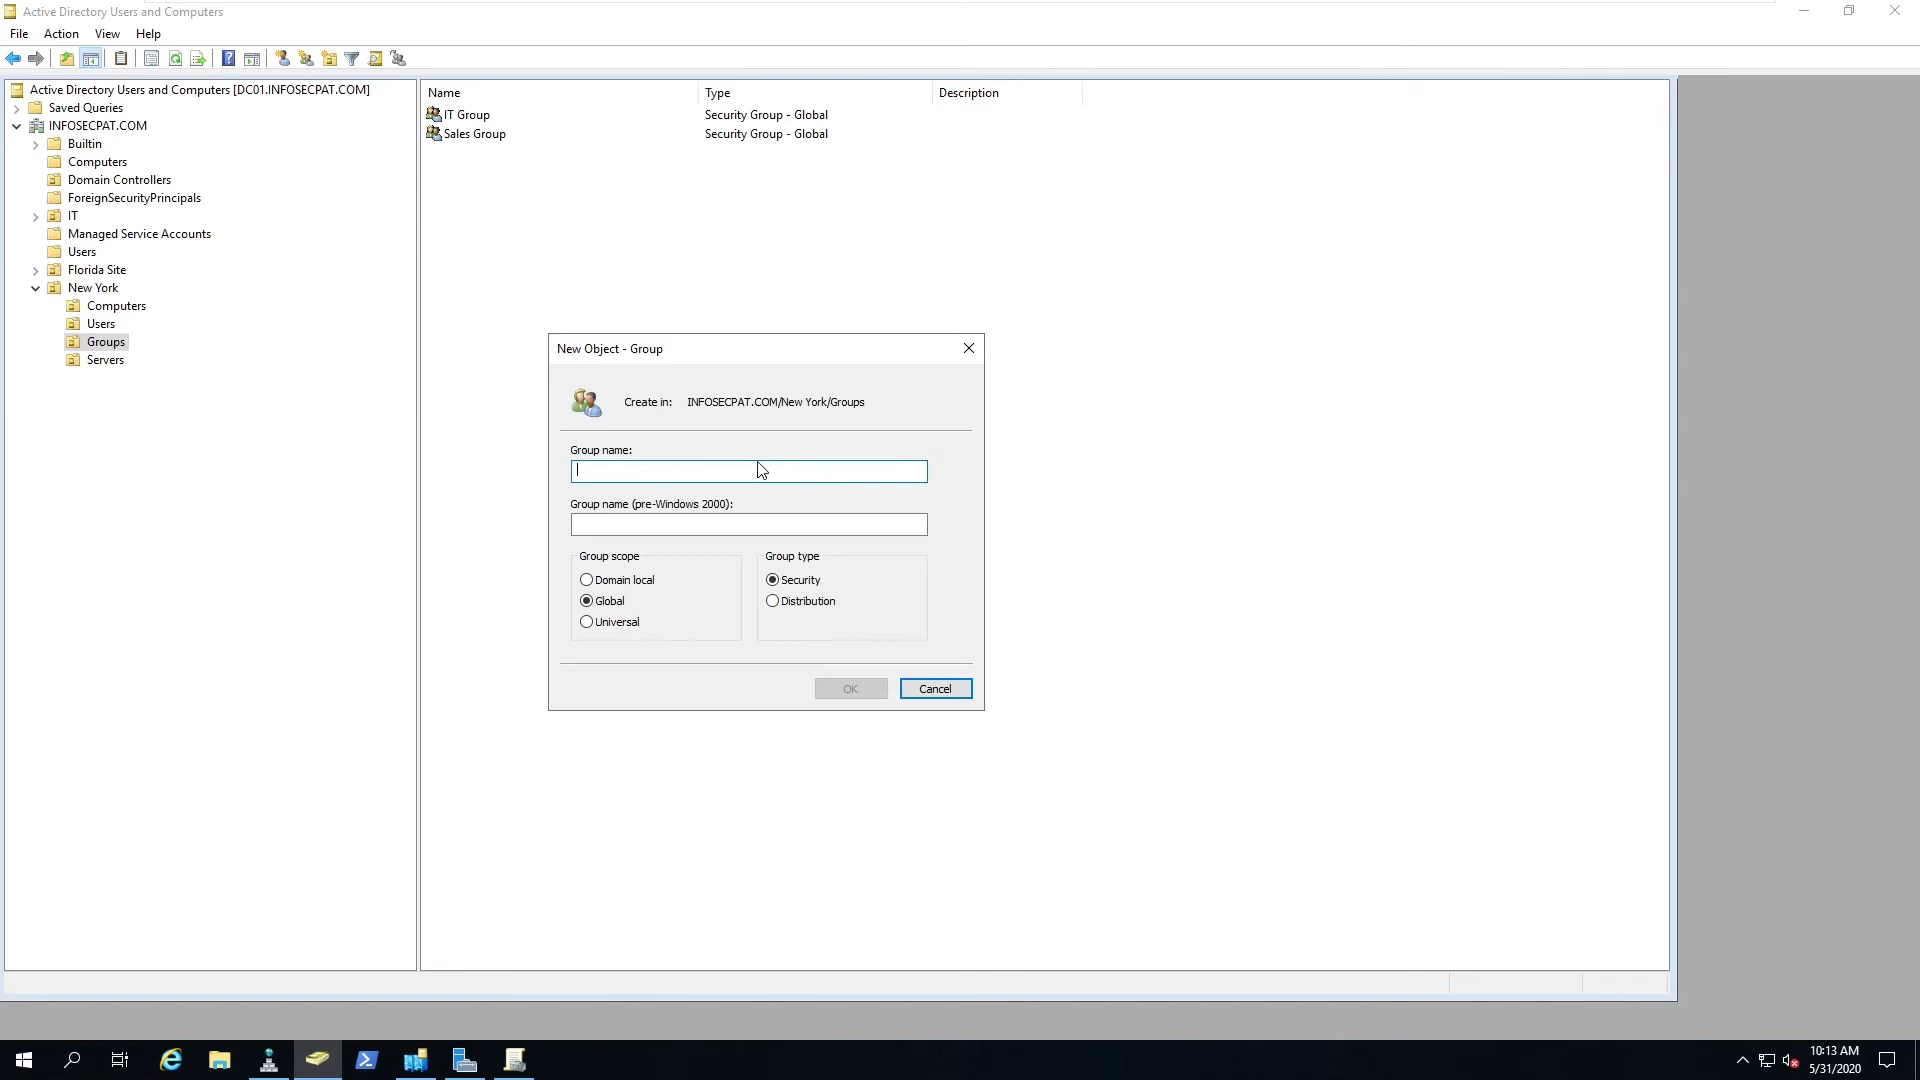 Active Directory Users and Computers
File Action View Help
Active Directory Users and Computers [DC01.INFOSECPAT.COM]
Saved Queries
INFOSECPAT.COM
Builtin
Computers
Domain Controllers
ForeignSecurityPrincipals
IT
Managed Service Accounts
Users
Florida Site
New York
Computers
Users
Groups
Servers
Name Type Description
IT Group Security Group - Global
Sales Group Security Group - Global
New Object - Group
Create in: INFOSECPAT.COM/New York/Groups
Group name:
Group name (pre-Windows 2000):
Group scope Group type
Domain local Security
Global Distribution
Universal
OK Cancel
10:13 AM
5/31/2020